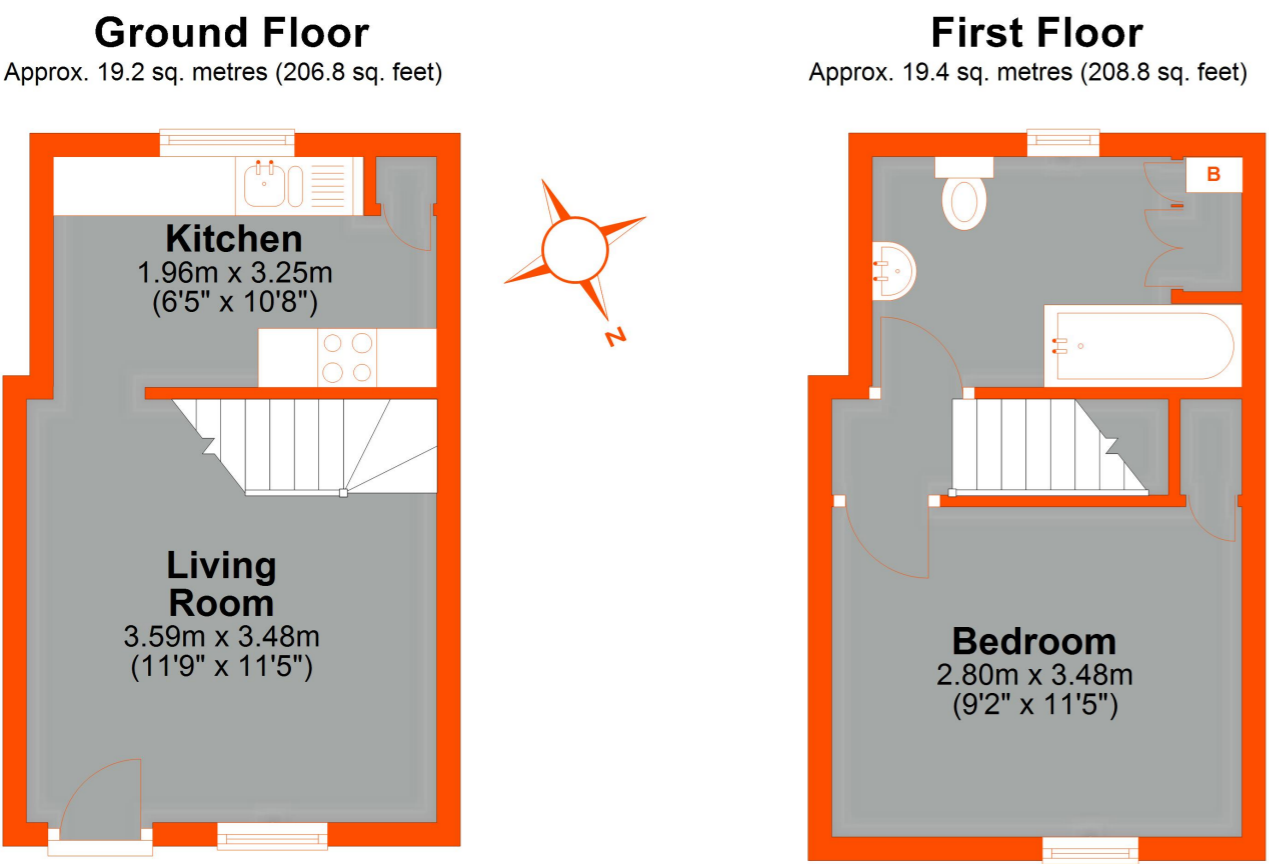 Ground Floor
Approx. 19.2 sq. metres (206.8 sq. feet)
Kitchen
1.96m x 3.25m
(6'5" x 10'8")
Living
Room
3.59m x 3.48m
(11'9" x 11'5")
N
First Floor
Approx. 19.4 sq. metres (208.8 sq. feet)
B
Bedroom
2.80m x 3.48m
(9'2" x 11'5")